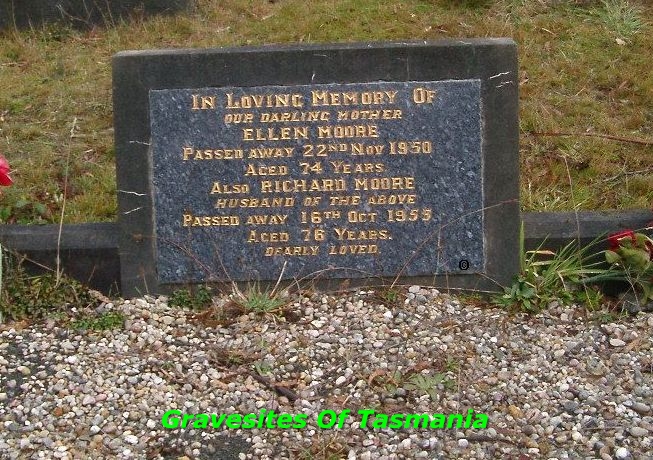 In Loving Memory Of
our darling mother
ELLEN MOORE
Passed away 22nd Nov 1950
Aged 74 Years
Also RICHARD MOORE
husband of the above
Passed away 16th Oct 1955
Aged 76 Years.
Dearly loved.
Gravesites Of Tasmania